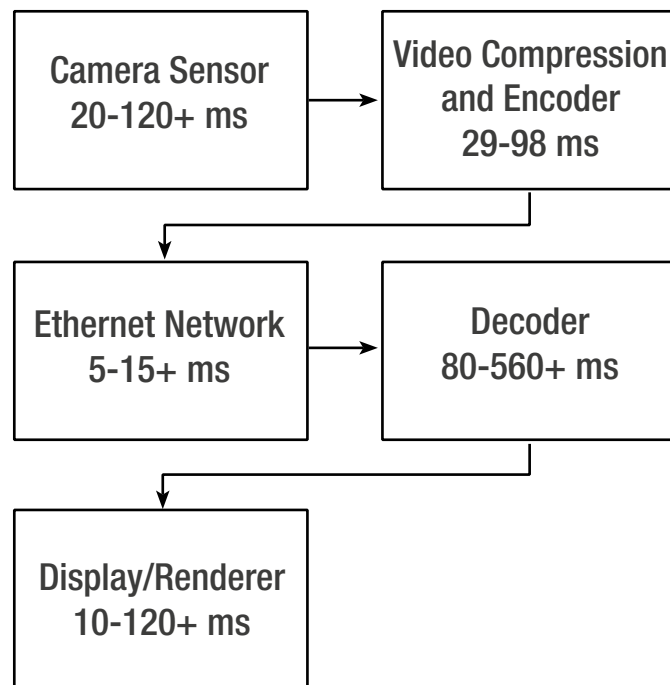 Camera Sensor
20-120+ ms
Video Compression
and Encoder
29-98 ms
Ethernet Network
5-15+ ms
Decoder
80-560+ ms
Display/Renderer
10-120+ ms